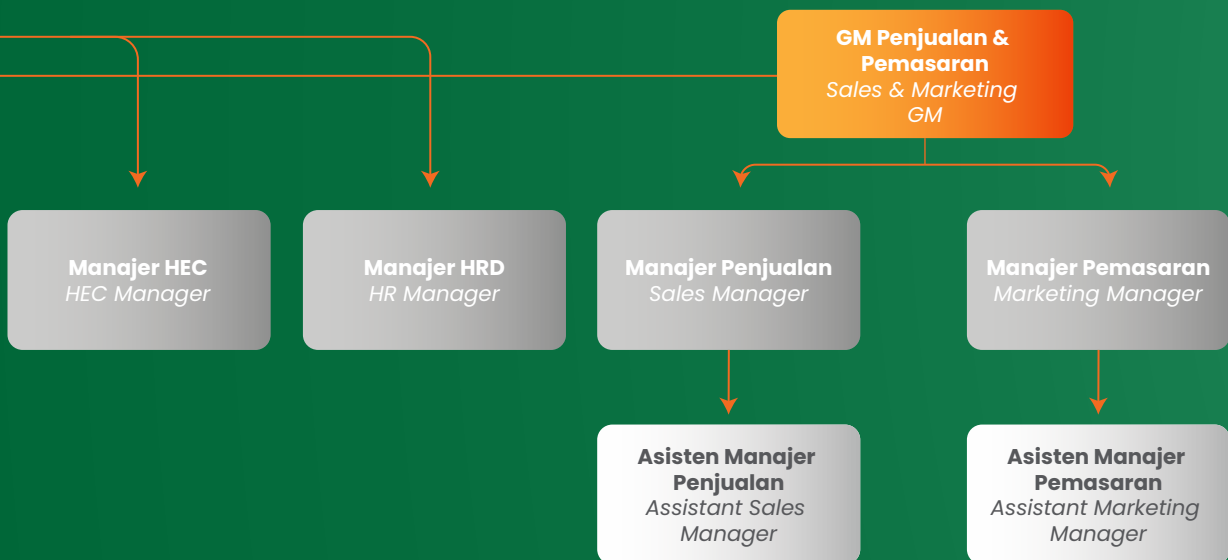 GM Penjualan &
Pemasaran
Sales & Marketing
GM
Manajer HEC
HEC Manager
Manajer HRD
HR Manager
Manajer Penjualan
Sales Manager
Manajer Pemasaran
Marketing Manager
Asisten Manajer
Penjualan
Assistant Sales
Manager
Asisten Manajer
Pemasaran
Assistant Marketing
Manager